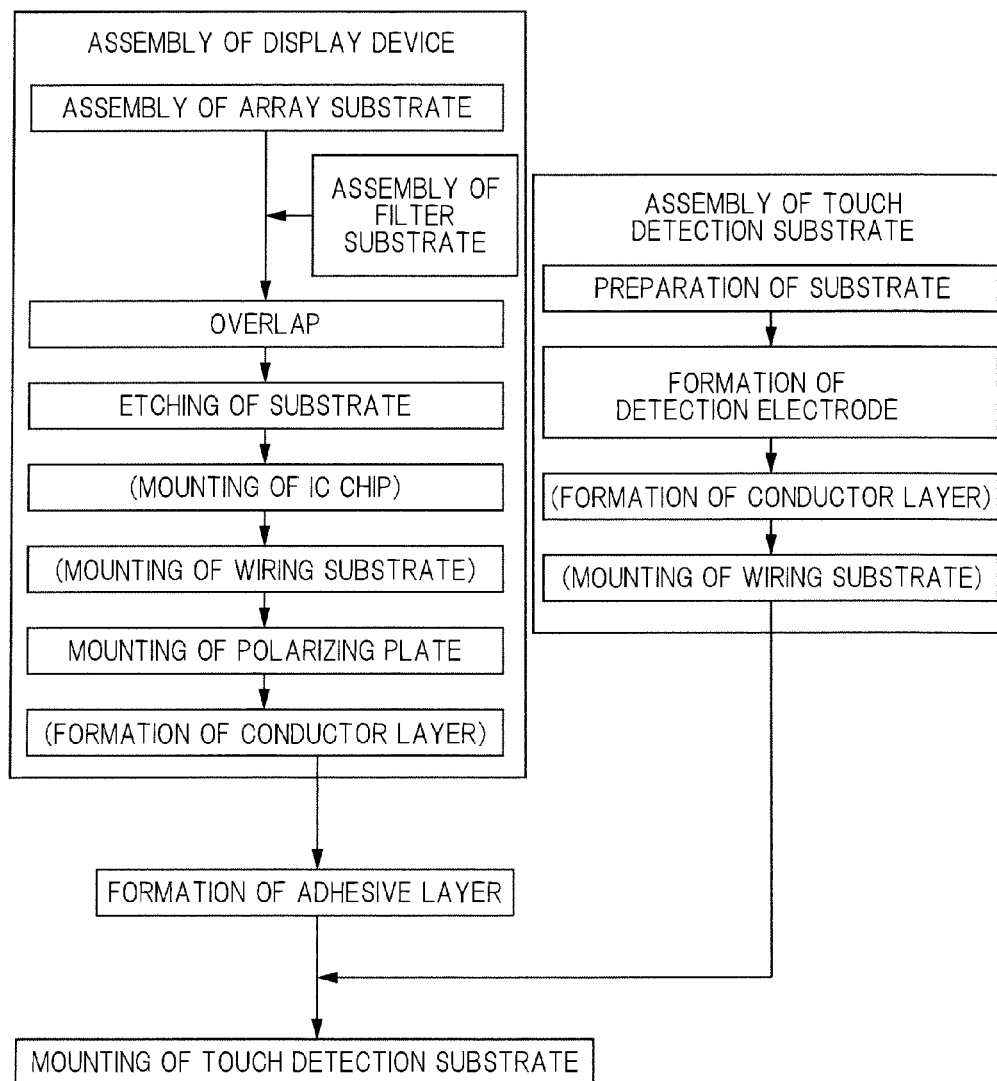 ASSEMBLY OF DISPLAY DEVICE
ASSEMBLY OF ARRAY SUBSTRATE
ASSEMBLY OF
FILTER
SUBSTRATE
OVERLAP
ETCHING OF SUBSTRATE
(MOUNTING OF IC CHIP)
(MOUNTING OF WIRING SUBSTRATE)
MOUNTING OF POLARIZING PLATE
(FORMATION OF CONDUCTOR LAYER)
ASSEMBLY OF TOUCH
DETECTION SUBSTRATE
PREPARATION OF SUBSTRATE
FORMATION OF
DETECTION ELECTRODE
(FORMATION OF CONDUCTOR LAYER)
(MOUNTING OF WIRING SUBSTRATE)
FORMATION OF ADHESIVE LAYER
MOUNTING OF TOUCH DETECTION SUBSTRATE